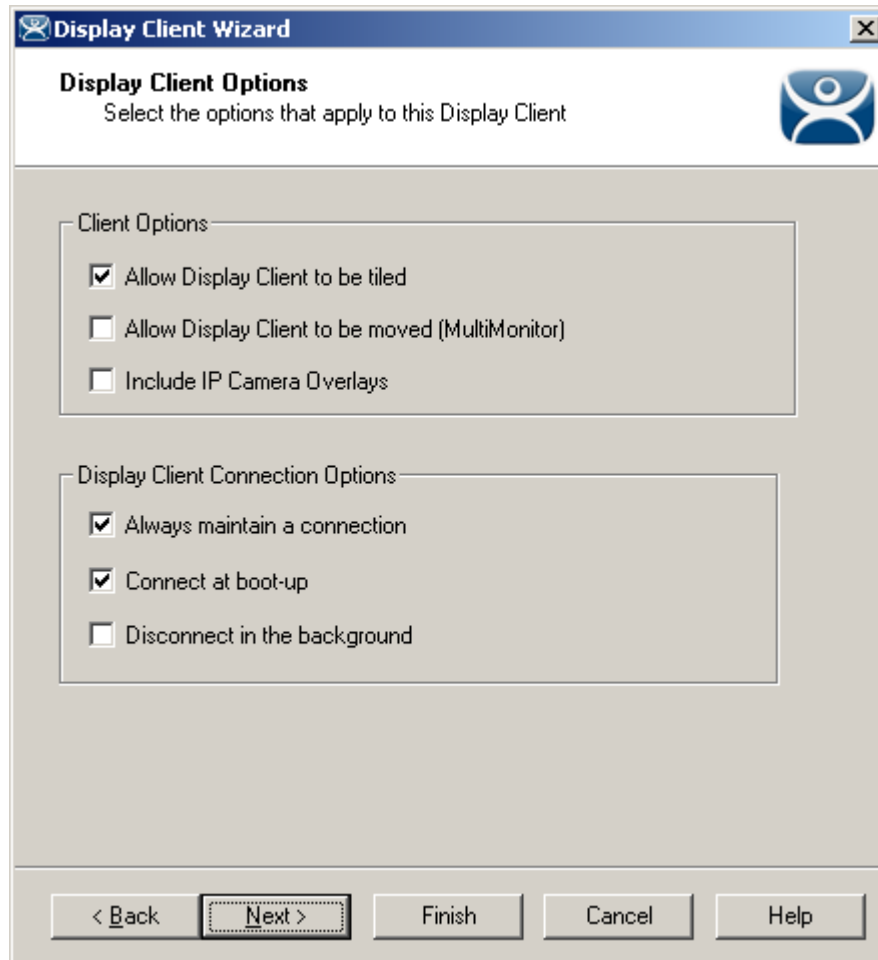 Display Client Wizard
Display Client Options
Select the options that apply to this Display Client
Client Options
Allow Display Client to be tiled
Allow Display Client to be moved (MultiMonitor)
Include IP Camera Overlays
Display Client Connection Options
Always maintain a connection
Connect at boot-up
Disconnect in the background
< Back Next > Finish Cancel Help